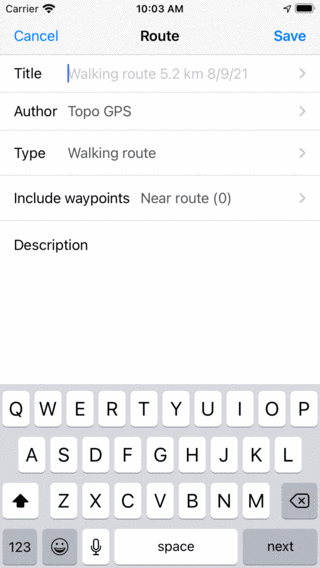 Carrier 10:03 AM
Cancel Route Save
Title Walking route 5.2 km 8/9/21
Author Topo GPS
Type Walking route
Include waypoints Near route (0)
Description
Q W E R T Y U I O P
A S D F G H J K L
Z X C V B N M
123 space next